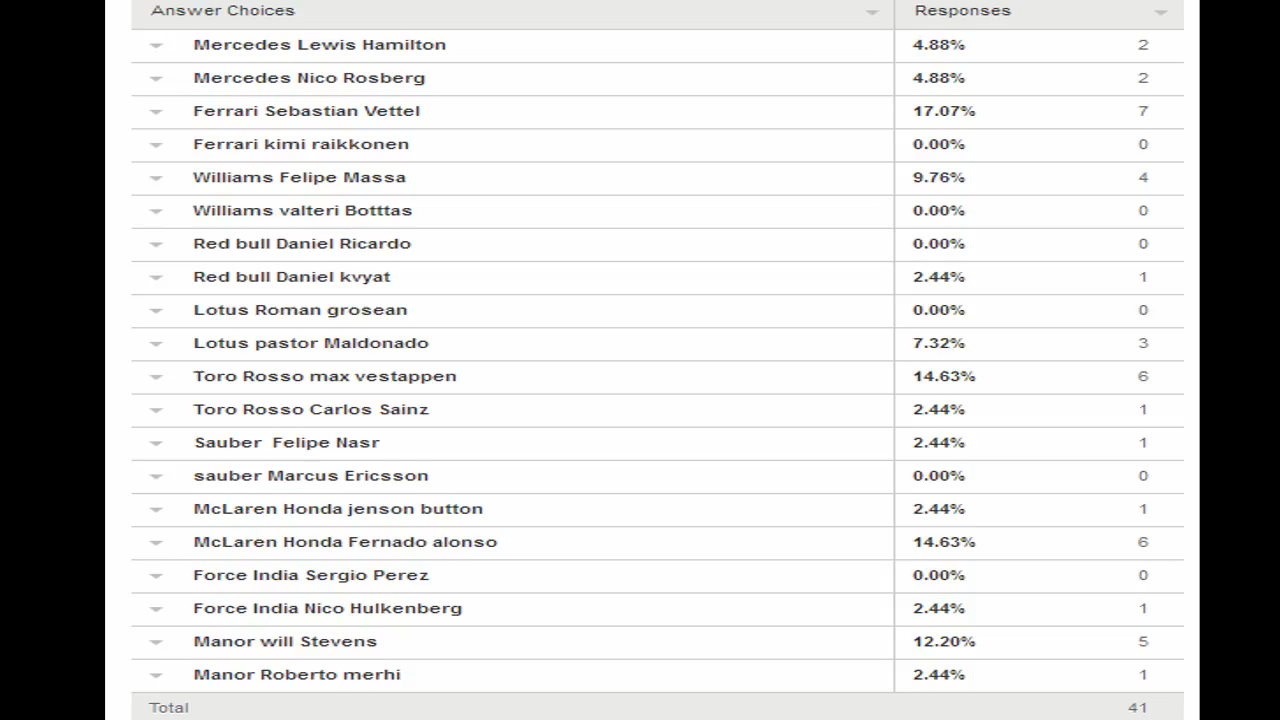 Answer Choices Responses
Mercedes Lewis Hamilton 4.88% 2
Mercedes Nico Rosberg 4.88% 2
Ferrari Sebastian Vettel 17.07% 7
Ferrari kimi raikkonen 0.00% 0
Williams Felipe Massa 9.76% 4
Williams valteri Botttas 0.00% 0
Red bull Daniel Ricardo 0.00% 0
Red bull Daniel kvyat 2.44% 1
Lotus Roman grosean 0.00% 0
Lotus pastor Maldonado 7.32% 3
Toro Rosso max vestappen 14.63% 6
Toro Rosso Carlos Sainz 2.44% 1
Sauber Felipe Nasr 2.44% 1
sauber Marcus Ericsson 0.00% 0
McLaren Honda jenson button 2.44% 1
McLaren Honda Fernado alonso 14.63% 6
Force India Sergio Perez 0.00% 0
Force India Nico Hulkenberg 2.44% 1
Manor will Stevens 12.20% 5
Manor Roberto merhi 2.44% 1
Total 41